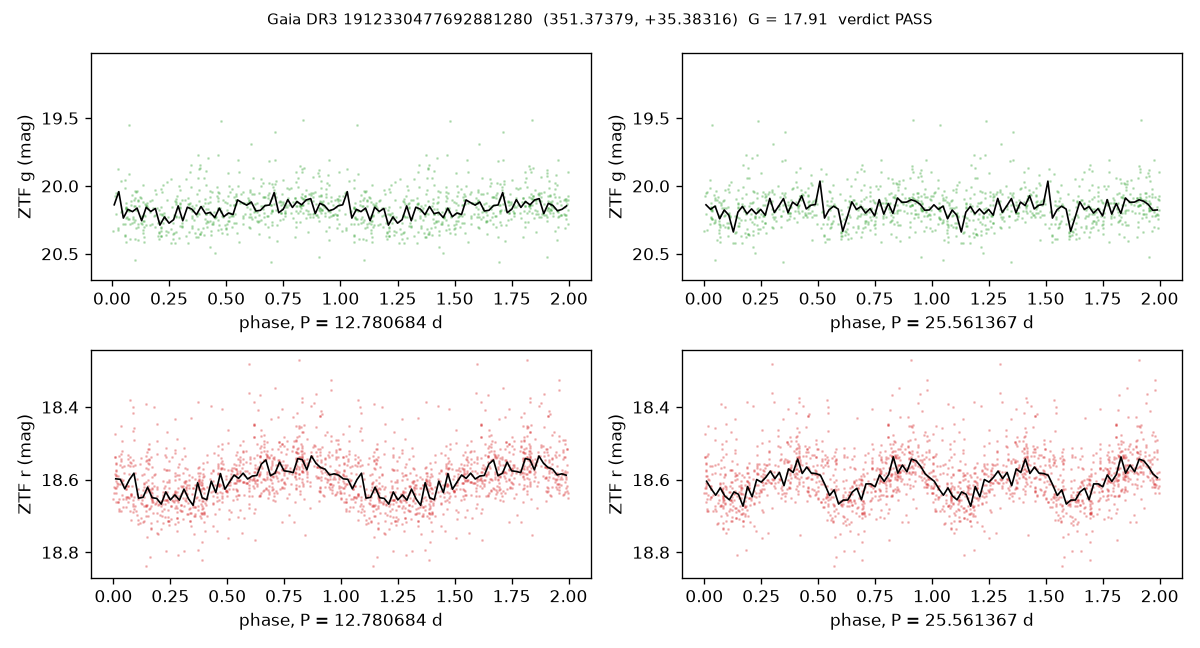 Gaia DR3 1912330477692881280 (351.37379, +35.38316) G = 17.91 verdict PASS
ZTF g (mag)
19.5
20.0
20.5
0.00 0.25 0.50 0.75 1.00 1.25 1.50 1.75 2.00
phase, P = 12.780684 d
ZTF g (mag)
19.5
20.0
20.5
0.00 0.25 0.50 0.75 1.00 1.25 1.50 1.75 2.00
phase, P = 25.561367 d
ZTF r (mag)
18.4
18.6
18.8
0.00 0.25 0.50 0.75 1.00 1.25 1.50 1.75 2.00
phase, P = 12.780684 d
ZTF r (mag)
18.4
18.6
18.8
0.00 0.25 0.50 0.75 1.00 1.25 1.50 1.75 2.00
phase, P = 25.561367 d